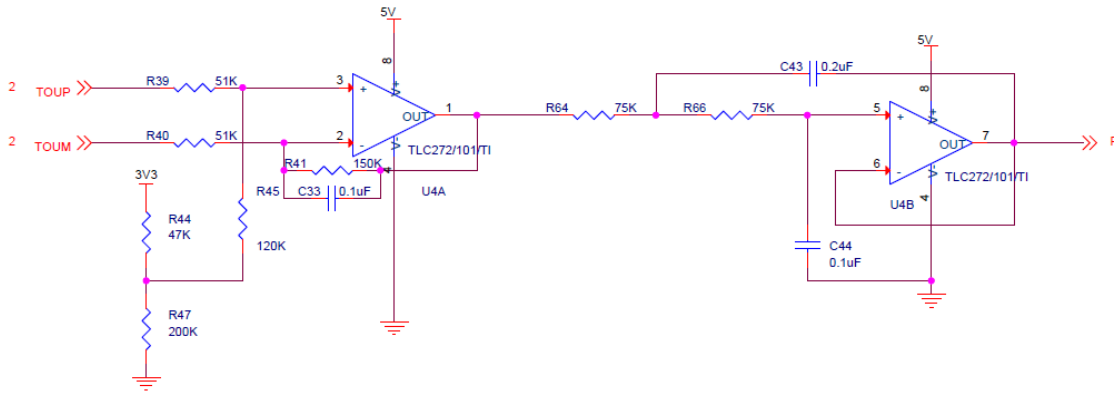 5V
C43 0.2uF
5V
2 TOUP R39 51K 3 8 V+ + OUT 1 R64 75K R66 75K 5 8 V+ + OUT 7
2 TOUM R40 51K 2 - V- 4 TLC272/101/TI 6 - V- 4 TLC272/101/TI
R41 150K
3V3 R45 C33 0.1uF U4A U4B
R44
47K
120K
C44
0.1uF
R47
200K